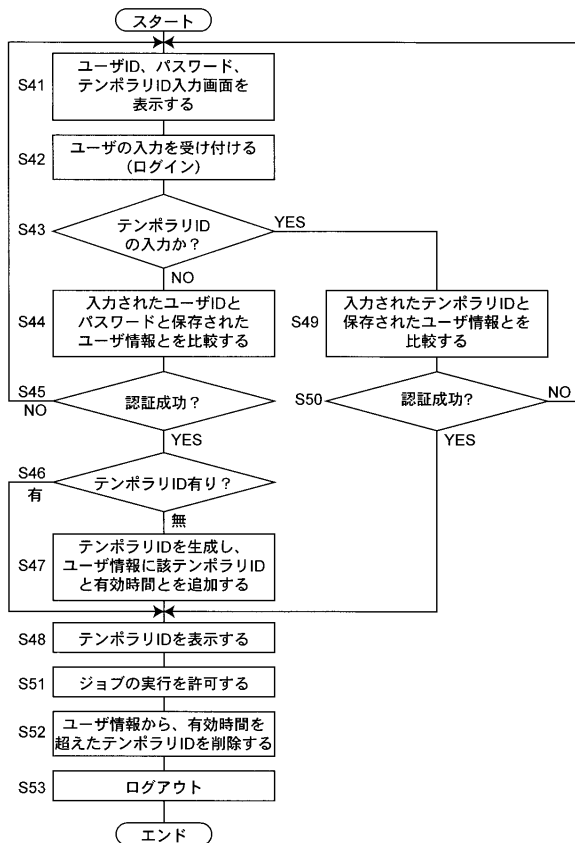 スタート
S41
ユーザID、パスワード、
テンポラリID入力画面を
表示する
S42
ユーザの入力を受け付ける
(ログイン)
S43
テンポラリID
の入力か?
YES
NO
S44
入力されたユーザIDと
パスワードと保存された
ユーザ情報とを比較する
S49
入力されたテンポラリIDと
保存されたユーザ情報とを
比較する
S45
NO
認証成功?
YES
S50
認証成功?
NO
YES
S46
有
テンポラリID有り?
無
S47
テンポラリIDを生成し、
ユーザ情報に該テンポラリID
と有効時間とを追加する
S48
テンポラリIDを表示する
S51
ジョブの実行を許可する
S52
ユーザ情報から、有効時間を
超えたテンポラリIDを削除する
S53
ログアウト
エンド